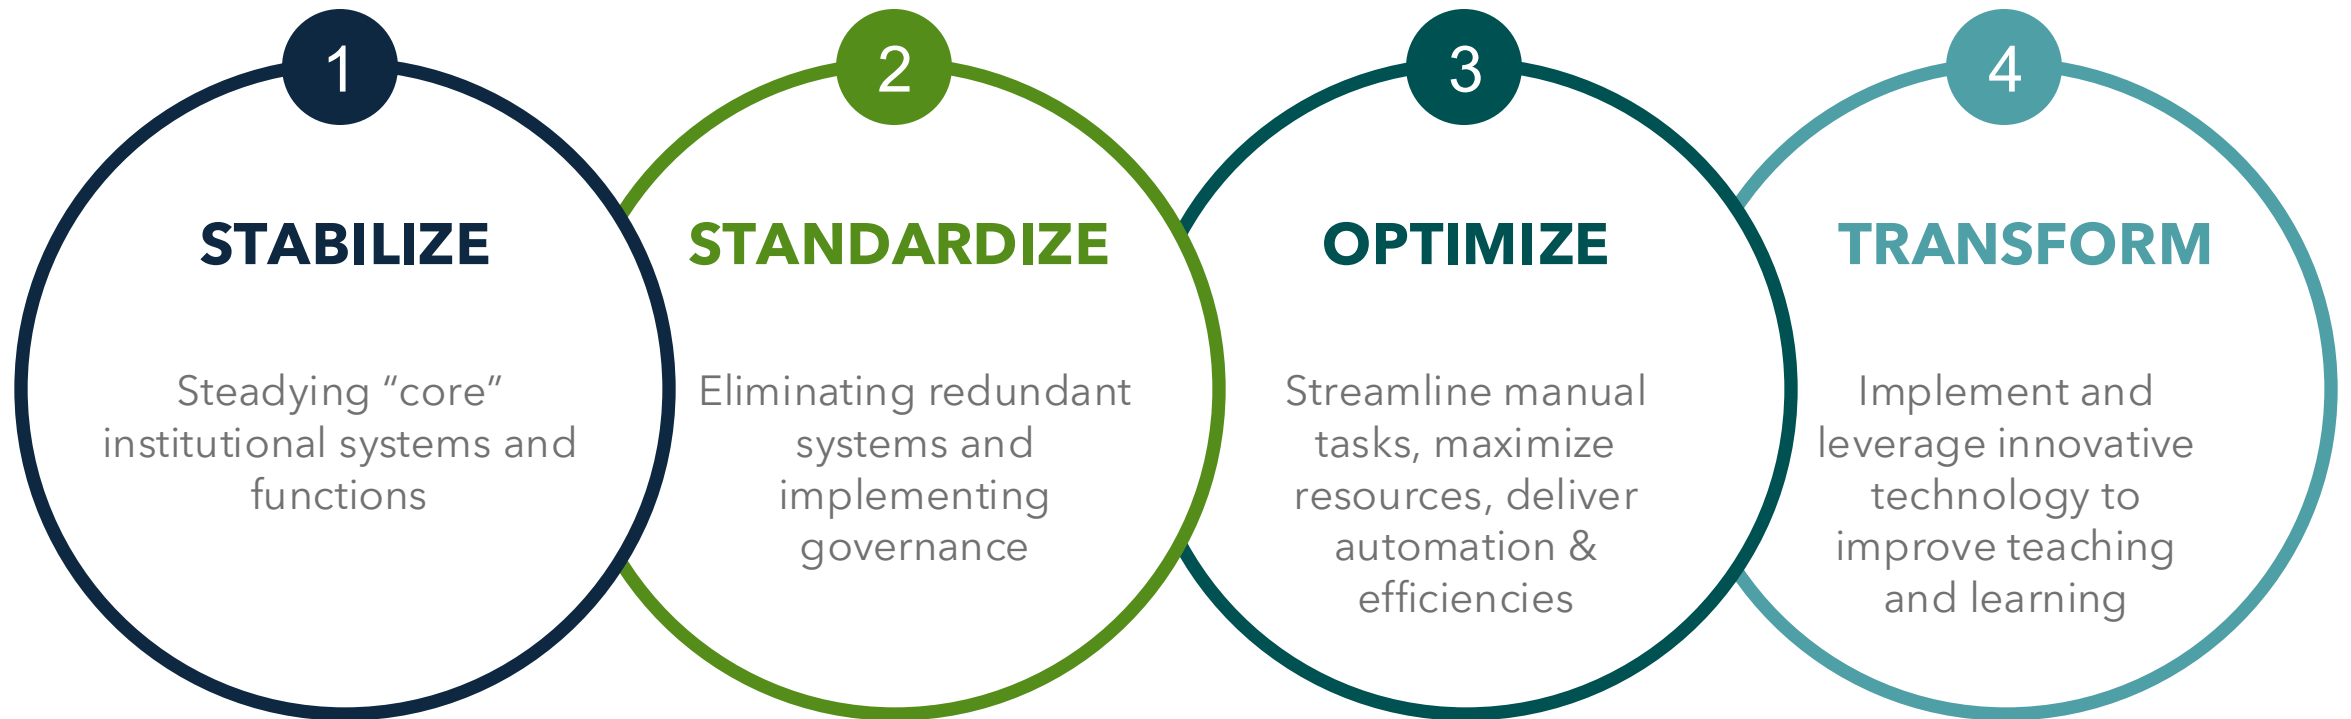 1
STABILIZE
Steadying “core”
institutional systems and
functions
2
STANDARDIZE
Eliminating redundant
systems and
implementing
governance
3
OPTIMIZE
Streamline manual
tasks, maximize
resources, deliver
automation &
efficiencies
4
TRANSFORM
Implement and
leverage innovative
technology to
improve teaching
and learning